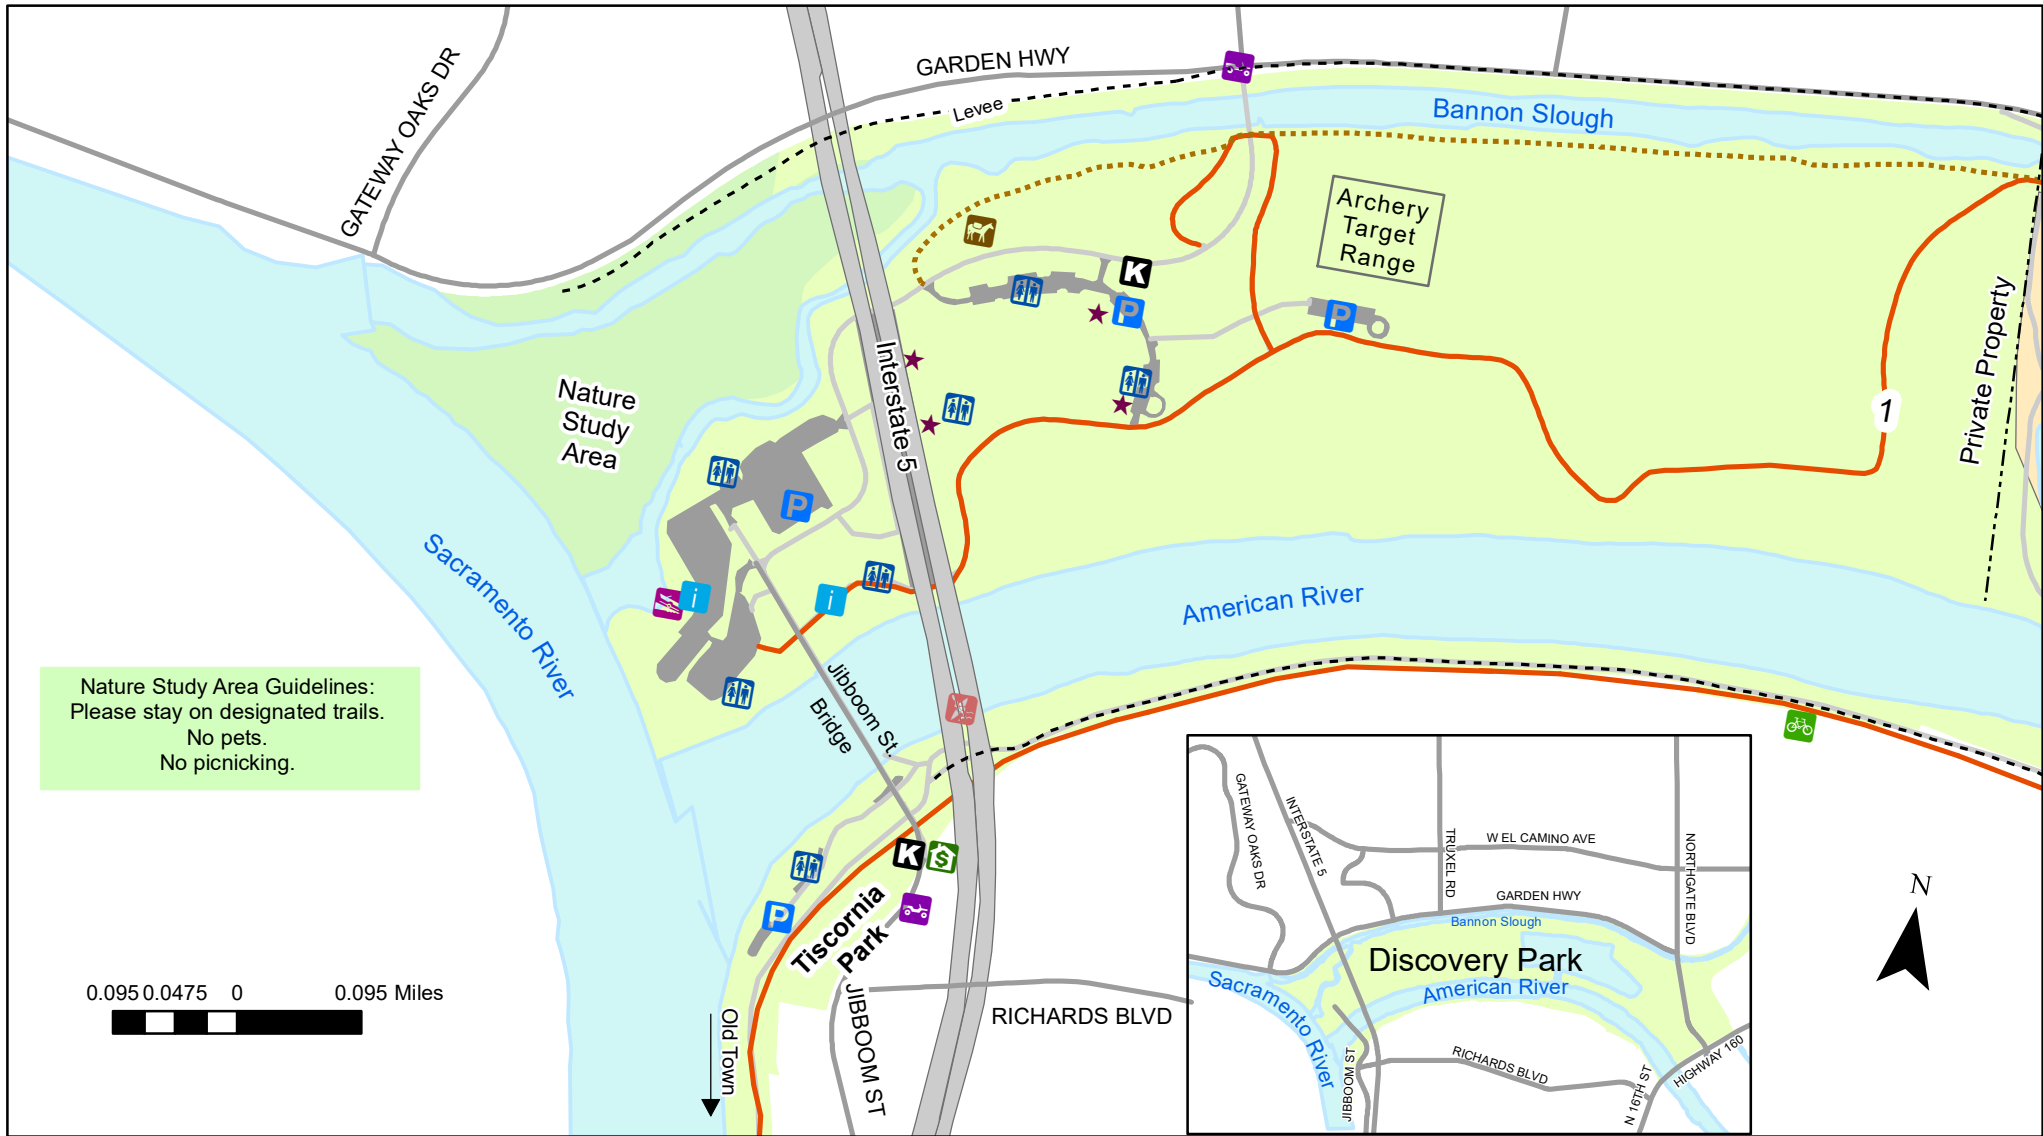 GATEWAY OAKS DR
GARDEN HWY
Levee
Bannon Slough
Archery
Target
Range
K
P
P
Interstate 5
Nature
Study
Area
1
Private Property
P
Sacramento River
i
i
American River
Jibboom St.
Bridge
Nature Study Area Guidelines:
Please stay on designated trails.
No pets.
No picnicking.
K
$
P
Tiscornia
Park
0.095 0.0475 0 0.095 Miles
Old Town
JIBBOOM ST
RICHARDS BLVD
GATEWAY OAKS DR
INTERSTATE 5
TRUXEL RD
W EL CAMINO AVE
NORTHGATE BLVD
GARDEN HWY
Bannon Slough
Discovery Park
American River
Sacramento River
JIBBOOM ST
RICHARDS BLVD
N 16TH ST
HIGHWAY 160
N